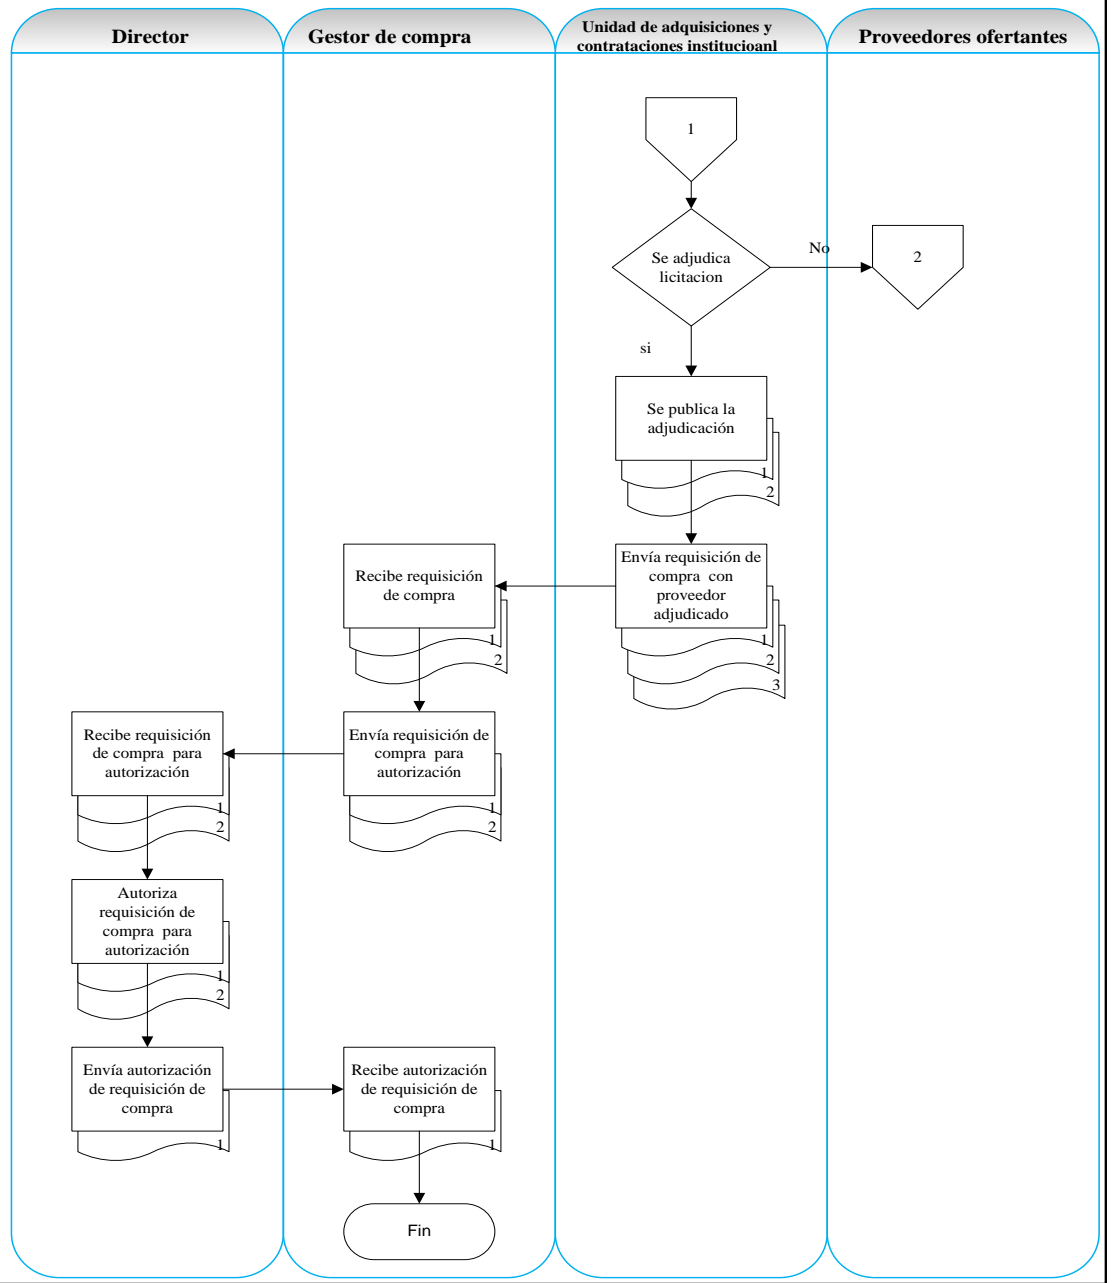 Director
Gestor de compra
Unidad de adquisiciones y
contrataciones institucioanl
Proveedores ofertantes
1
Se adjudica
licitacion
No
2
si
Se publica la
adjudicación
1
2
Envía requisición de
compra con
proveedor
adjudicado
1
2
3
Recibe requisición
de compra
1
2
Envía requisición de
compra para
autorización
1
2
Recibe requisición
de compra para
autorización
1
2
Autoriza
requisición de
compra para
autorización
1
2
Envía autorización
de requisición de
compra
1
Recibe autorización
de requisición de
compra
1
Fin